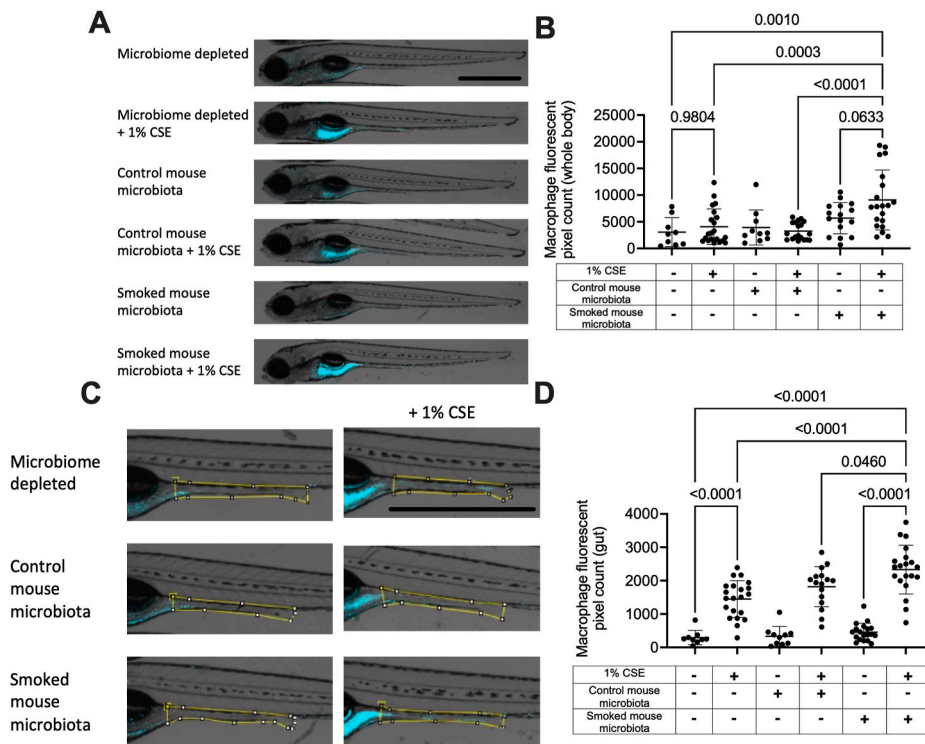 A
Microbiome depleted
Microbiome depleted
+ 1% CSE
Control mouse
microbiota
Control mouse
microbiota + 1% CSE
Smoked mouse
microbiota
Smoked mouse
microbiota + 1% CSE
B
0.0010
0.0003
<0.0001
0.9804
0.0633
Macrophage fluorescent
pixel count (whole body)
25000
20000
15000
10000
5000
0
1% CSE - + - + - +
Control mouse
microbiota - - + + - -
Smoked mouse
microbiota - - - - + +
C
+ 1% CSE
Microbiome
depleted
Control
mouse
microbiota
Smoked
mouse
microbiota
D
<0.0001
<0.0001
0.0460
<0.0001
<0.0001
Macrophage fluorescent
pixel count (gut)
4000
3000
2000
1000
0
1% CSE - + - + - +
Control mouse
microbiota - - + + - -
Smoked mouse
microbiota - - - - + +